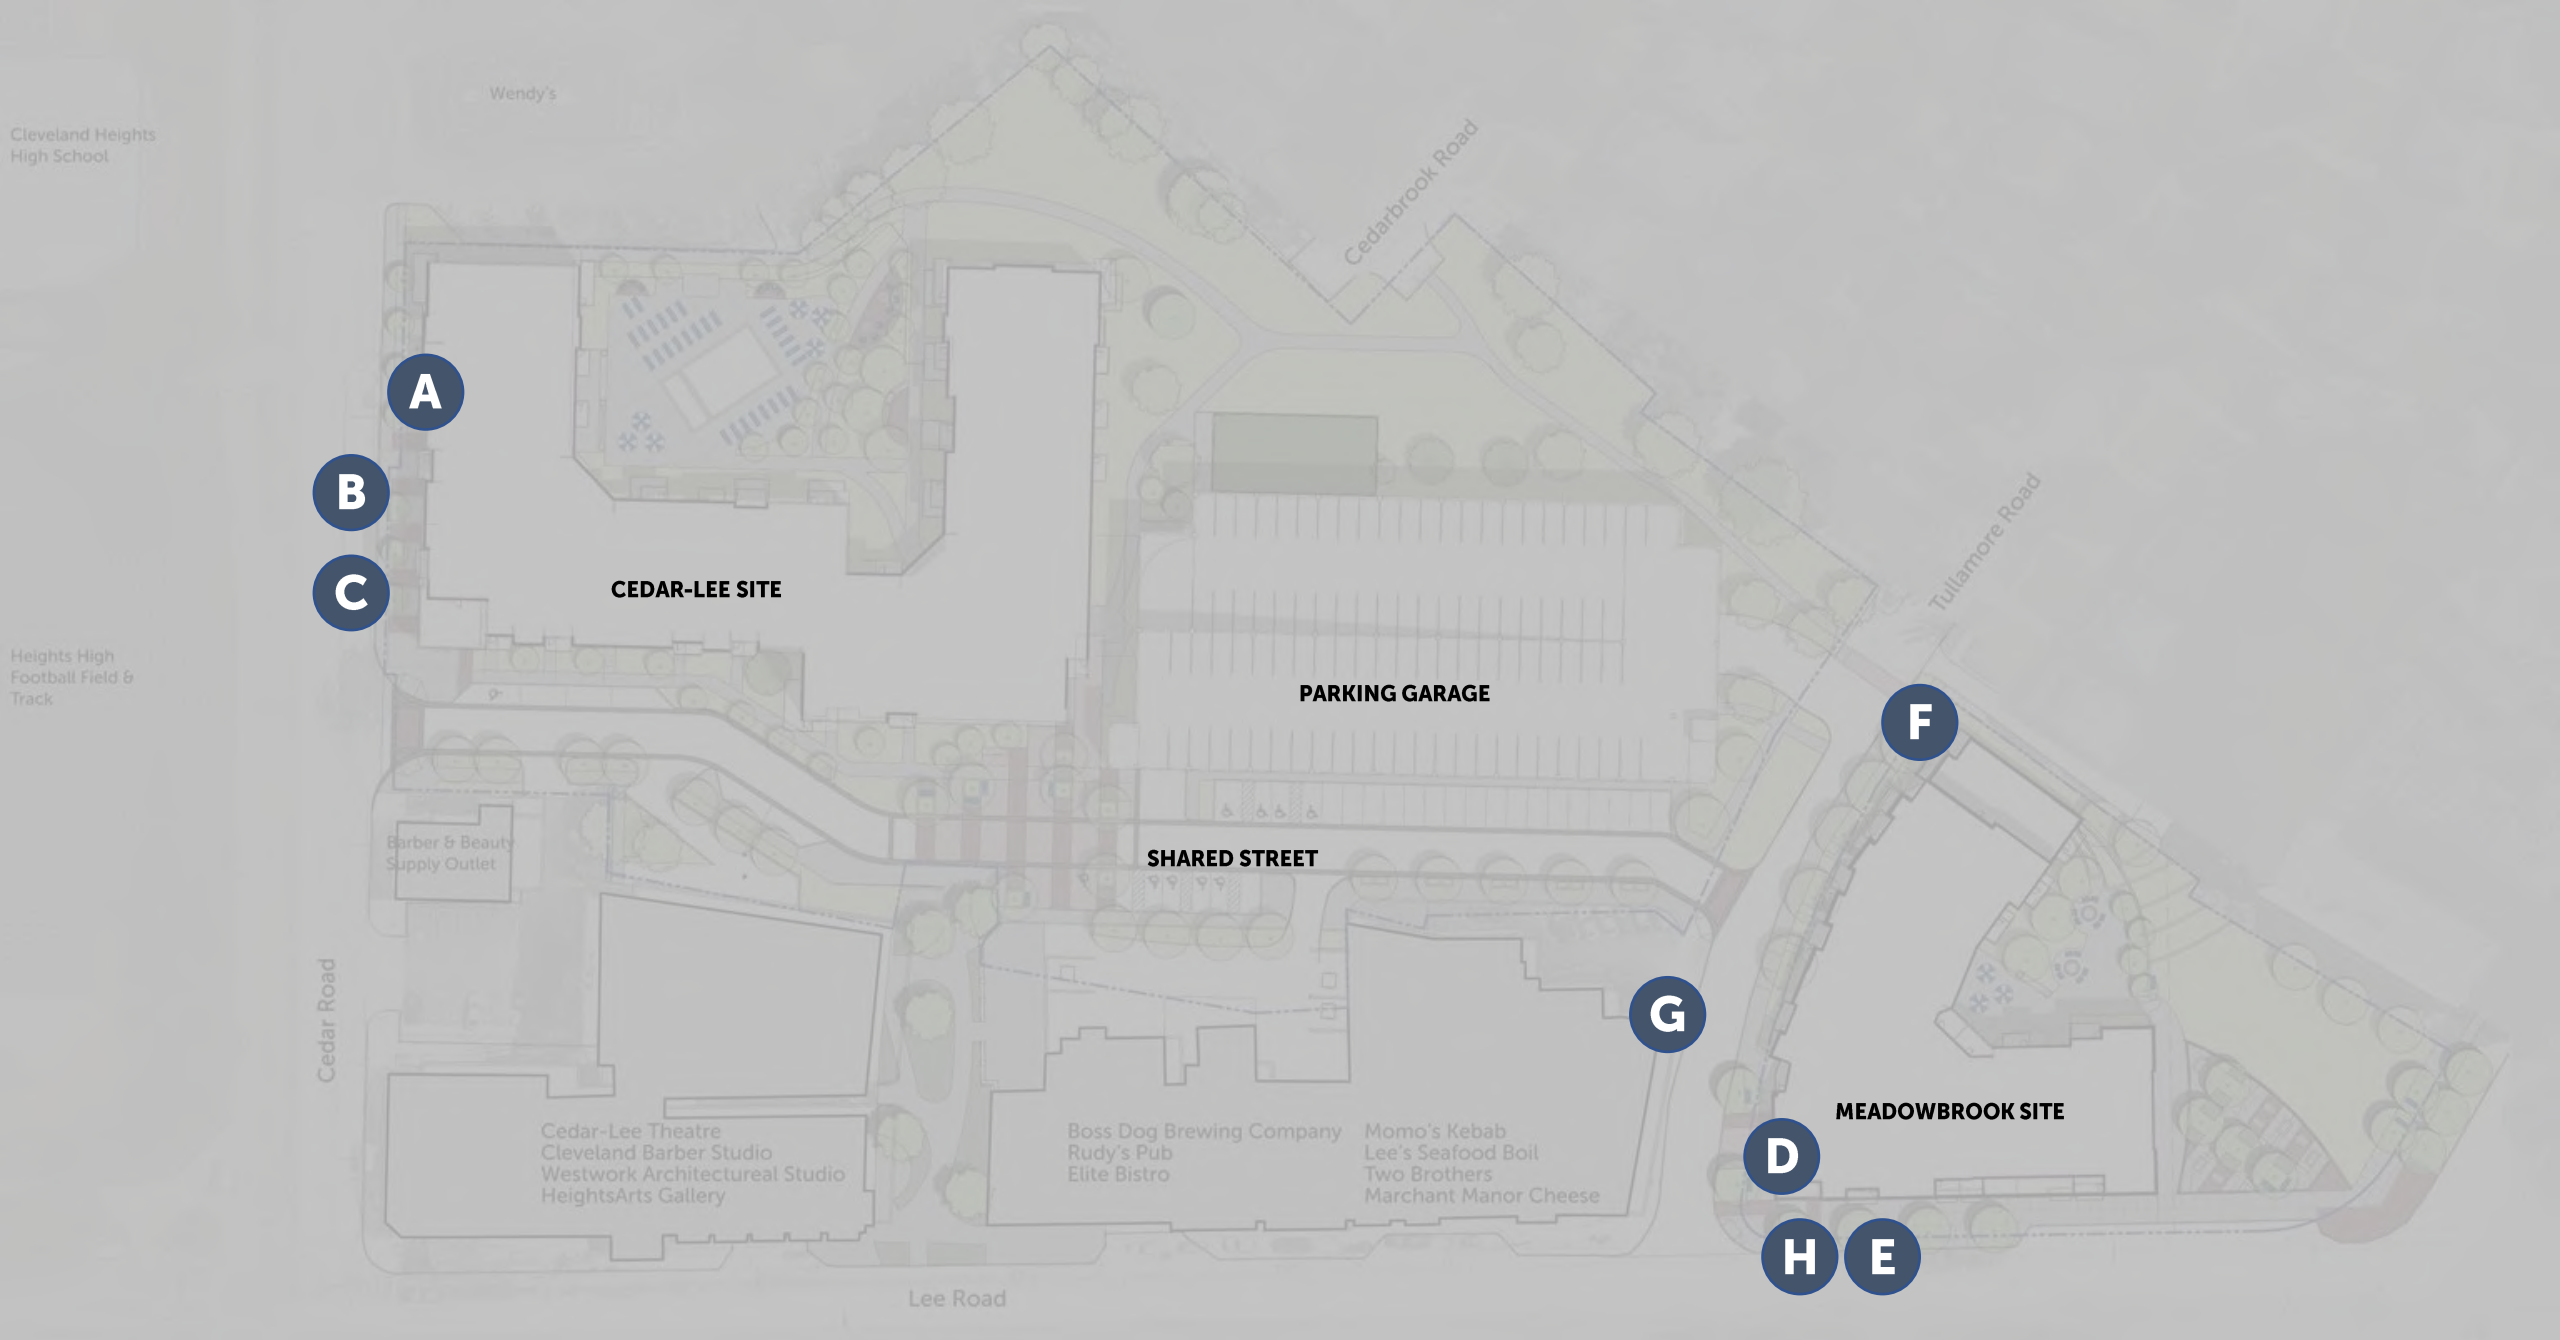 Wendy's
Cleveland Heights
High School
Cedarbrook Road
A
B
C
CEDAR-LEE SITE
Tullamore Road
Heights High
Football Field &
Track
PARKING GARAGE
F
Barber & Beauty
Supply Outlet
SHARED STREET
Cedar Road
G
MEADOWBROOK SITE
D
Cedar-Lee Theatre
Cleveland Barber Studio
Westwork Architectureal Studio
HeightsArts Gallery
Boss Dog Brewing Company
Rudy's Pub
Elite Bistro
Momo's Kebab
Lee's Seafood Boil
Two Brothers
Marchant Manor Cheese
H
E
Lee Road